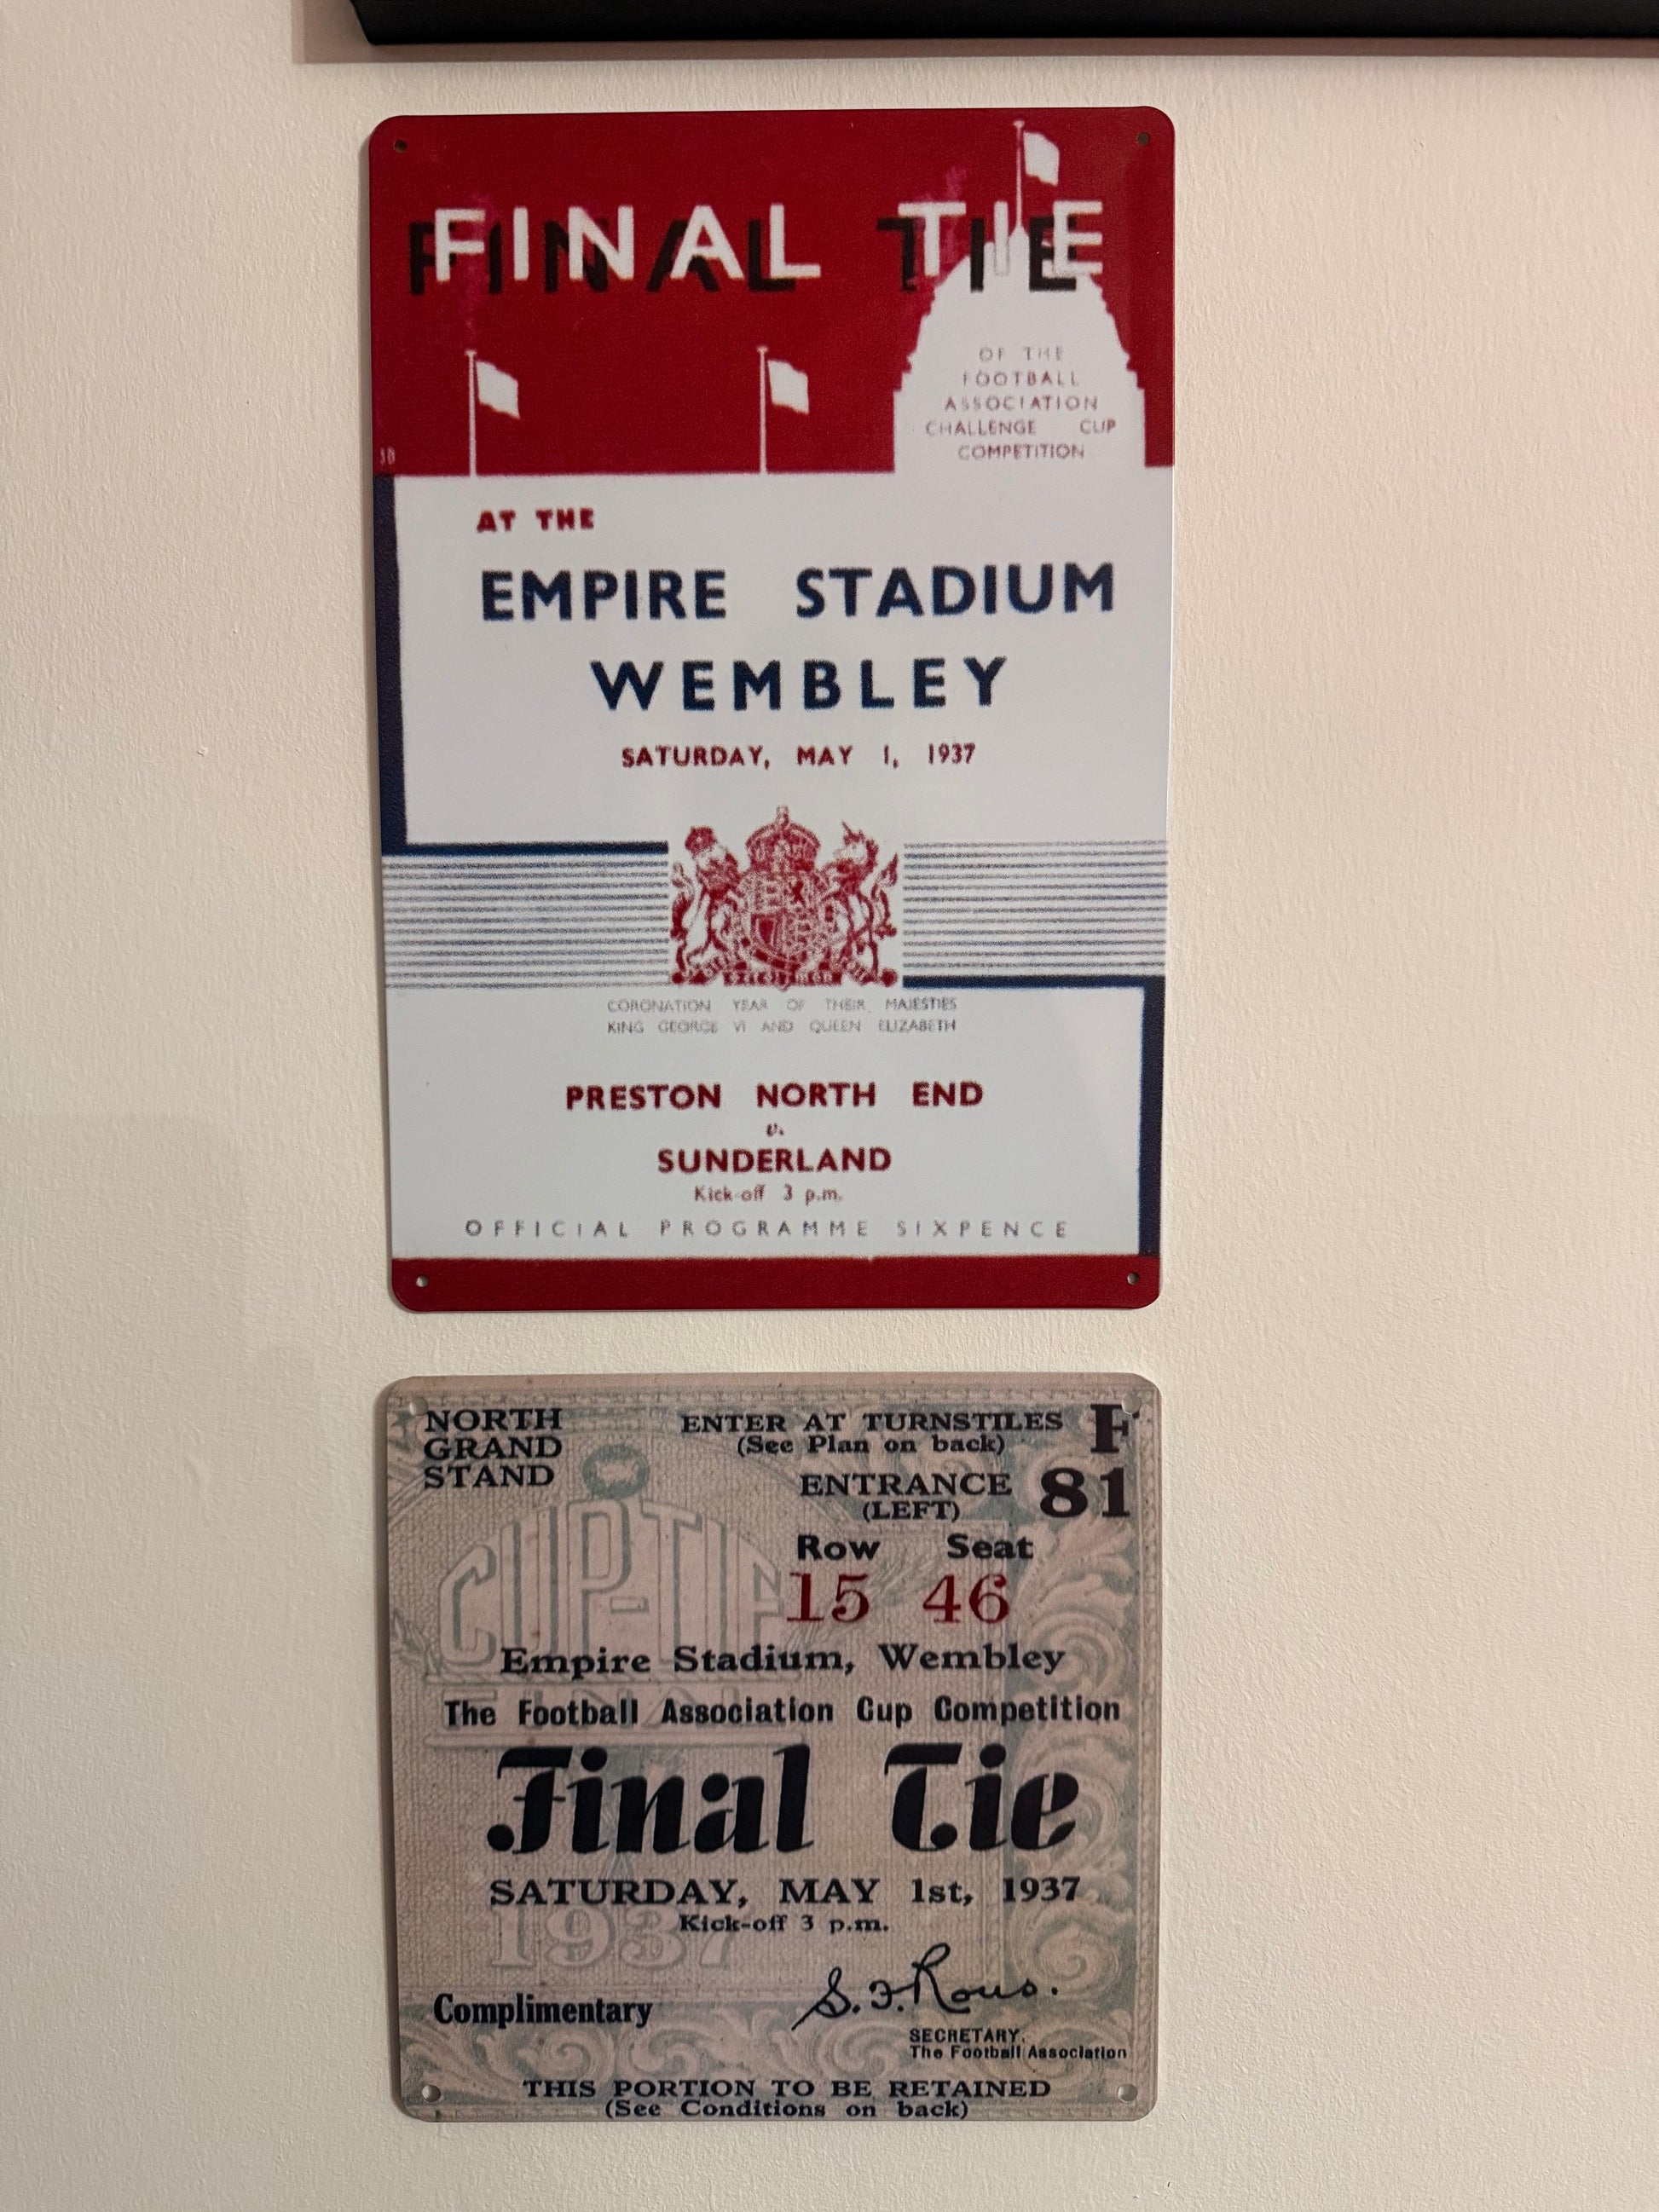 FINAL TIE
OF THE
FOOTBALL
ASSOCIATION
CHALLENGE CUP
COMPETITION
JB
AT THE
EMPIRE STADIUM
WEMBLEY
SATURDAY, MAY 1, 1937
CORONATION YEAR OF THEIR MAJESTIES
KING GEORGE VI AND QUEEN ELIZABETH
PRESTON NORTH END
v.
SUNDERLAND
Kick-off 3 p.m.
OFFICIAL PROGRAMME SIXPENCE
NORTH
GRAND
STAND
ENTER AT TURNSTILES F
(See Plan on back)
ENTRANCE 81
(LEFT)
Row Seat
15 46
CUP-TIE
Empire Stadium, Wembley
The Football Association Cup Competition
FINAL
Final Tie
SATURDAY, MAY 1st, 1937
Kick-off 3 p.m.
1937
Complimentary
S. F. Rous.
SECRETARY.
The Football Association
THIS PORTION TO BE RETAINED
(See Conditions on back)